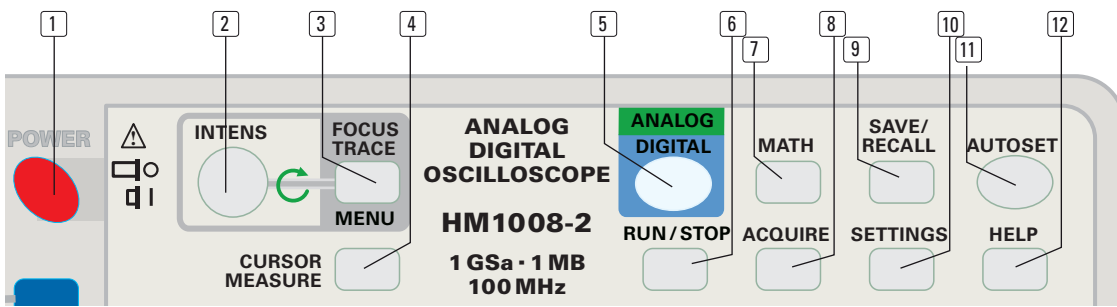 1 2 3 4 5 6 7 8 9 10 11 12
POWER
INTENS
FOCUS
TRACE
MENU
CURSOR
MEASURE
ANALOG
DIGITAL
OSCILLOSCOPE
HM1008-2
1 GSa · 1 MB
100 MHz
ANALOG
DIGITAL
RUN / STOP
MATH
ACQUIRE
SAVE/
RECALL
SETTINGS
AUTOSET
HELP